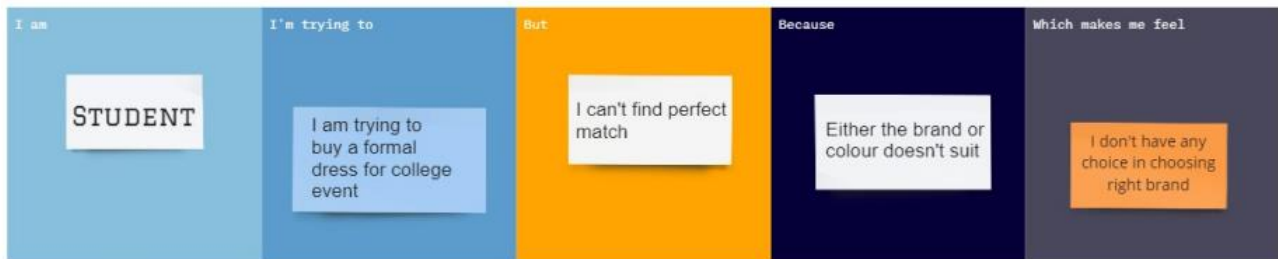 I am
STUDENT
I'm trying to
I am trying to
buy a formal
dress for college
event
But
I can't find perfect
match
Because
Either the brand or
colour doesn't suit
Which makes me feel
I don't have any
choice in choosing
right brand